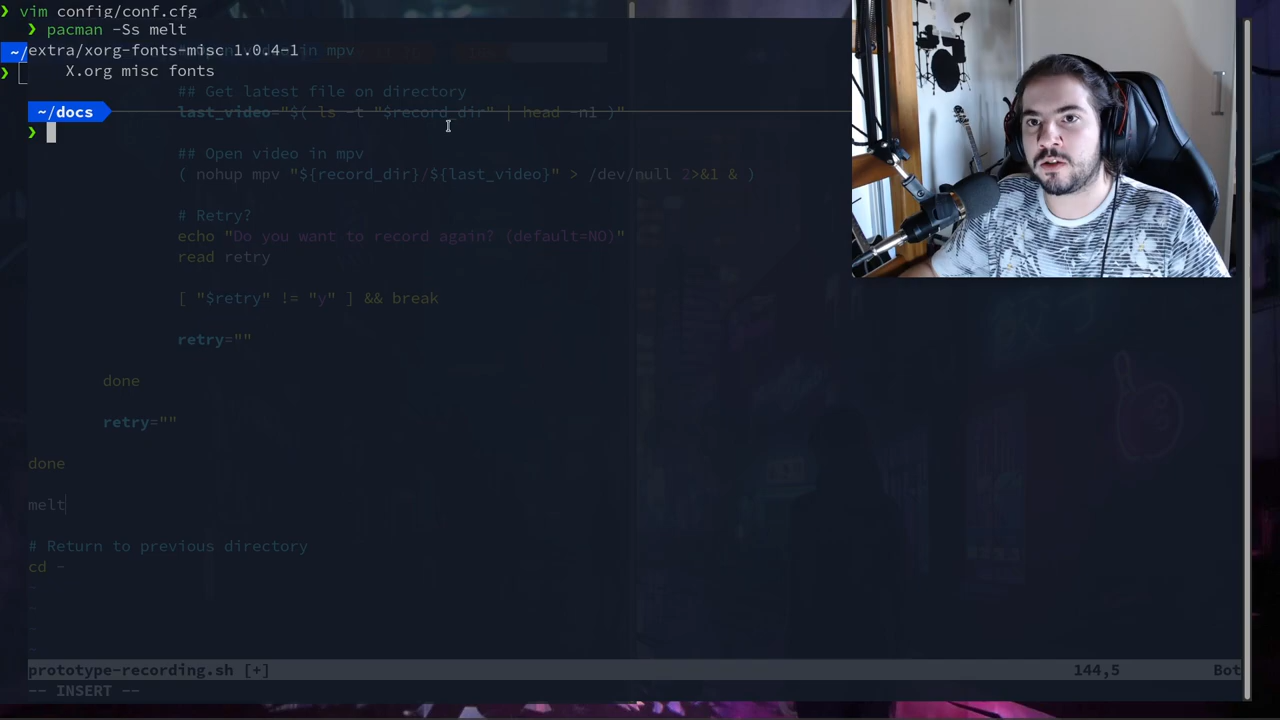 ❯ vim config/conf.cfg
❯ pacman -Ss melt
extra/xorg-fonts-misc 1.0.4-1
in mpv
~/
❯
X.org misc fonts
## Get latest file on directory
~/docs
last_video="$( ls -t "$record_dir" | head -n1 )"
❯
## Open video in mpv
( nohup mpv "${record_dir}/${last_video}" > /dev/null 2>&1 & )
# Retry?
echo "Do you want to record again? (default=NO)"
read retry
[ "$retry" != "y" ] && break
retry=""
done
retry=""
done
melt
# Return to previous directory
cd -
~
~
~
~
prototype-recording.sh [+] 144,5 Bot
-- INSERT --